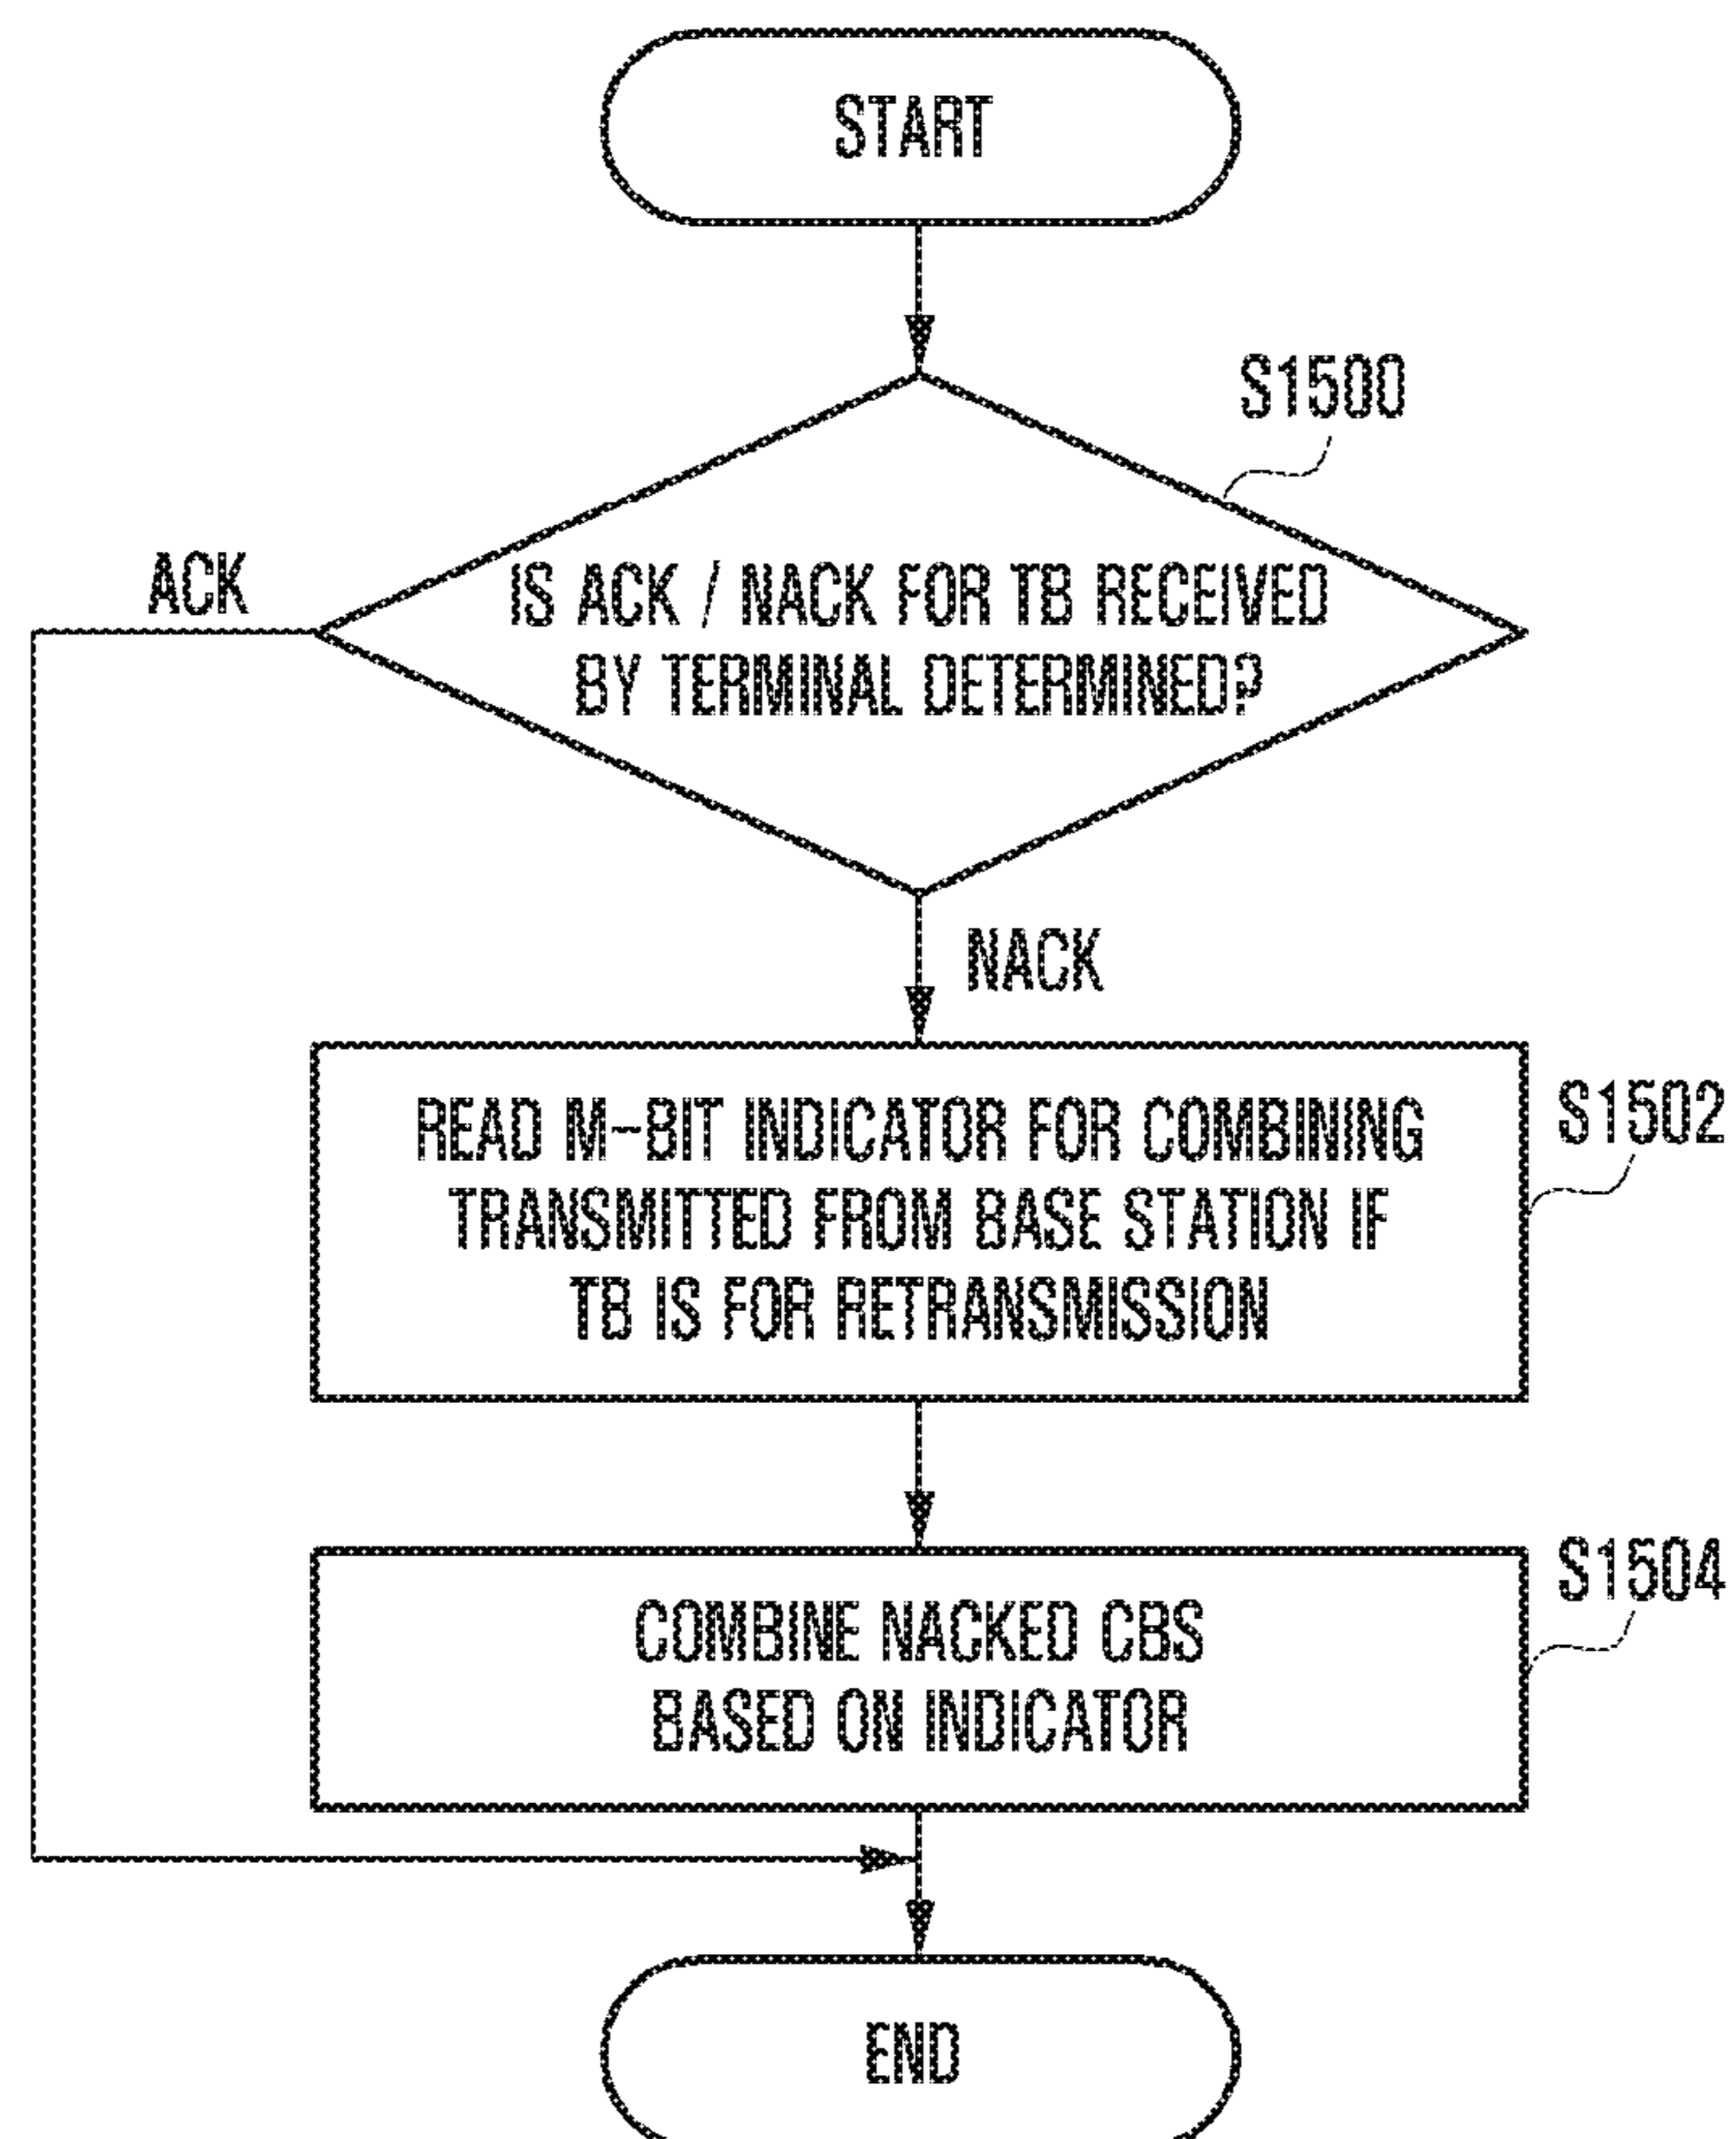 START
S1500
ACK
IS ACK / NACK FOR TB RECEIVED
BY TERMINAL DETERMINED?
NACK
READ M-BIT INDICATOR FOR COMBINING
TRANSMITTED FROM BASE STATION IF
TB IS FOR RETRANSMISSION
S1502
COMBINE NACKED CBS
BASED ON INDICATOR
S1504
END